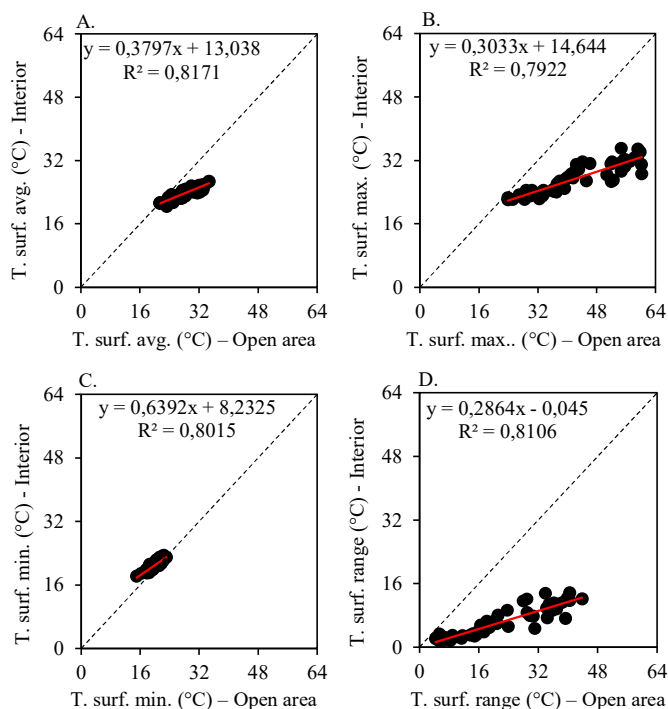 A.
y = 0,3797x + 13,038
R² = 0,8171
T. surf. avg. (°C) - Interior
64
48
32
16
0
0 16 32 48 64
T. surf. avg. (°C) – Open area
B.
y = 0,3033x + 14,644
R² = 0,7922
T. surf. max. (°C) - Interior
64
48
32
16
0
0 16 32 48 64
T. surf. max.. (°C) – Open area
C.
y = 0,6392x + 8,2325
R² = 0,8015
T. surf. min. (°C) - Interior
64
48
32
16
0
0 16 32 48 64
T. surf. min. (°C) – Open area
D.
y = 0,2864x - 0,045
R² = 0,8106
T. surf. range (°C) - Interior
64
48
32
16
0
0 16 32 48 64
T. surf. range (°C) – Open area